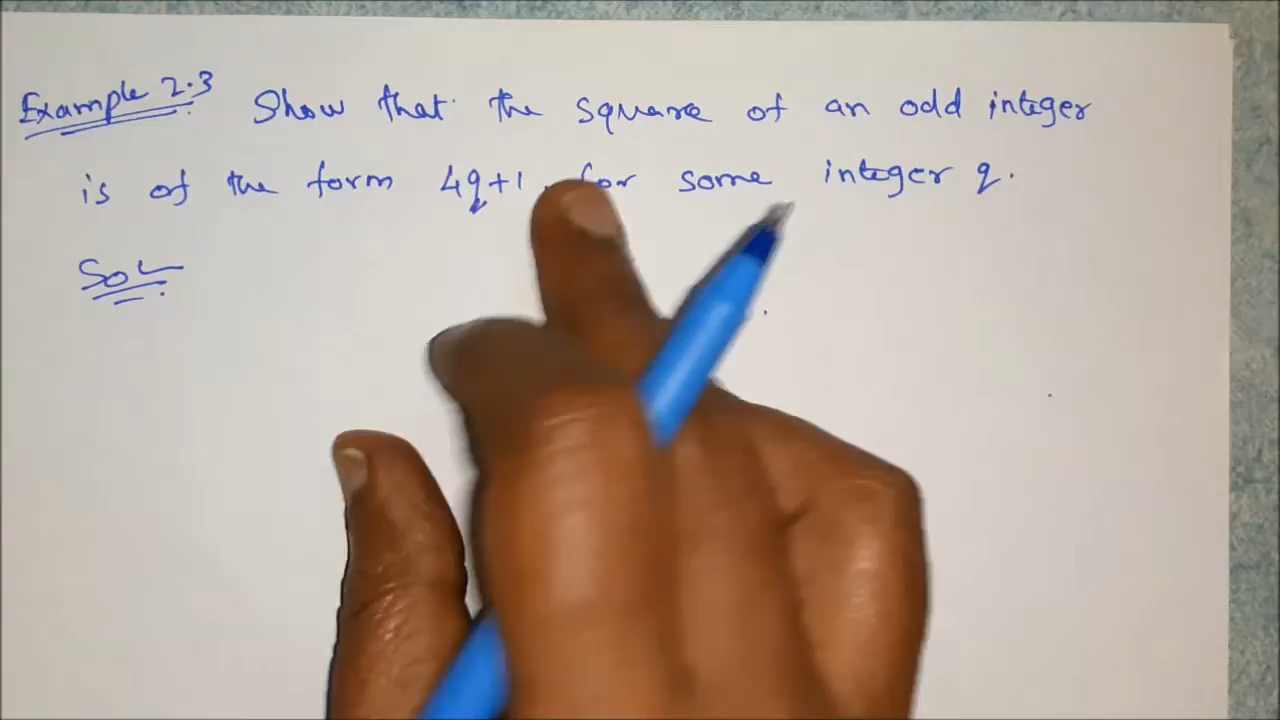 Example 2.3 Show that the square of an odd integer
is of the form 4q+1, for some integer q.
Sol